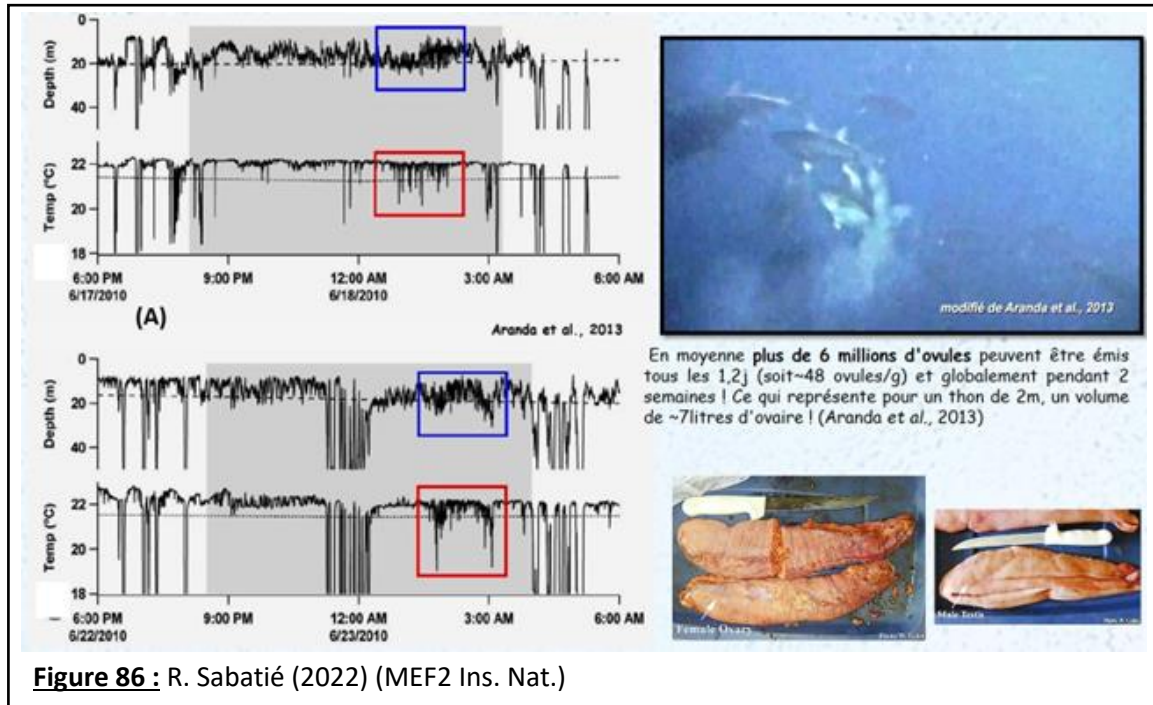 0
20
40
Depth (m)
22
20
18
Temp (°C)
6:00 PM
9:00 PM
12:00 AM
3:00 AM
6:00 AM
6/17/2010
6/18/2010
(A)
Aranda et al., 2013
0
20
40
Depth (m)
22
20
18
Temp (°C)
6:00 PM
9:00 PM
12:00 AM
3:00 AM
6:00 AM
6/22/2010
6/23/2010
modifié de Aranda et al., 2013
En moyenne plus de 6 millions d'ovules peuvent être émis
tous les 1,2j (soit~48 ovules/g) et globalement pendant 2
semaines ! Ce qui représente pour un thon de 2m, un volume
de ~7litres d'ovaire ! (Aranda et al., 2013)
Female Ovary
Male Testis
Figure 86 : R. Sabatié (2022) (MEF2 Ins. Nat.)